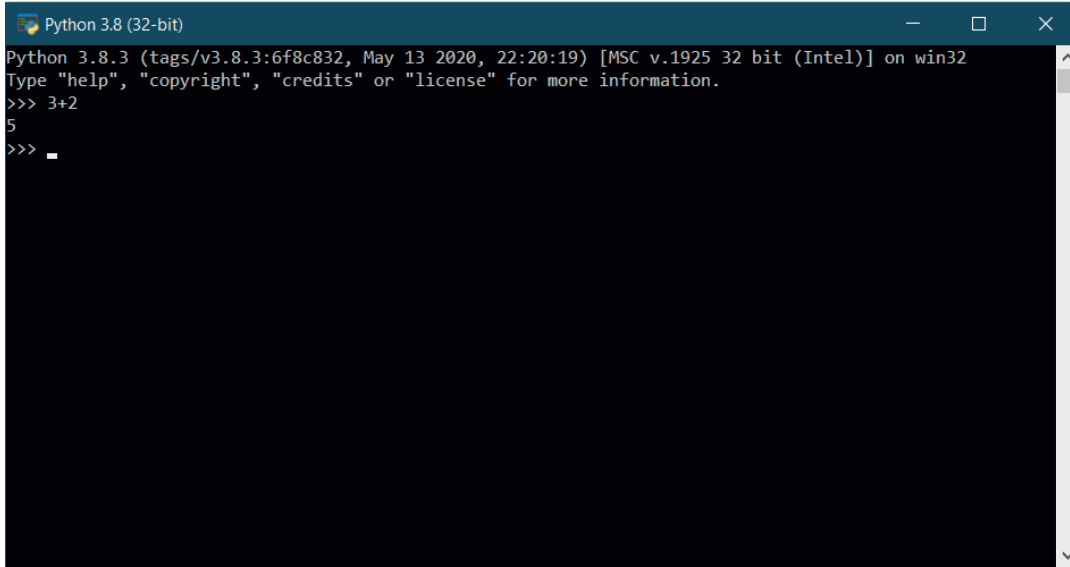 Python 3.8 (32-bit)
Python 3.8.3 (tags/v3.8.3:6f8c832, May 13 2020, 22:20:19) [MSC v.1925 32 bit (Intel)] on win32
Type "help", "copyright", "credits" or "license" for more information.
>>> 3+2
5
>>>